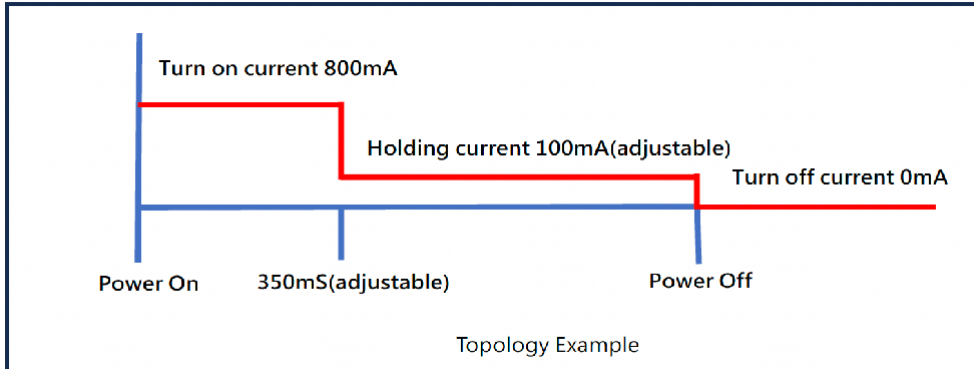 Turn on current 800mA
Holding current 100mA(adjustable)
Turn off current 0mA
Power On
350mS(adjustable)
Power Off
Topology Example